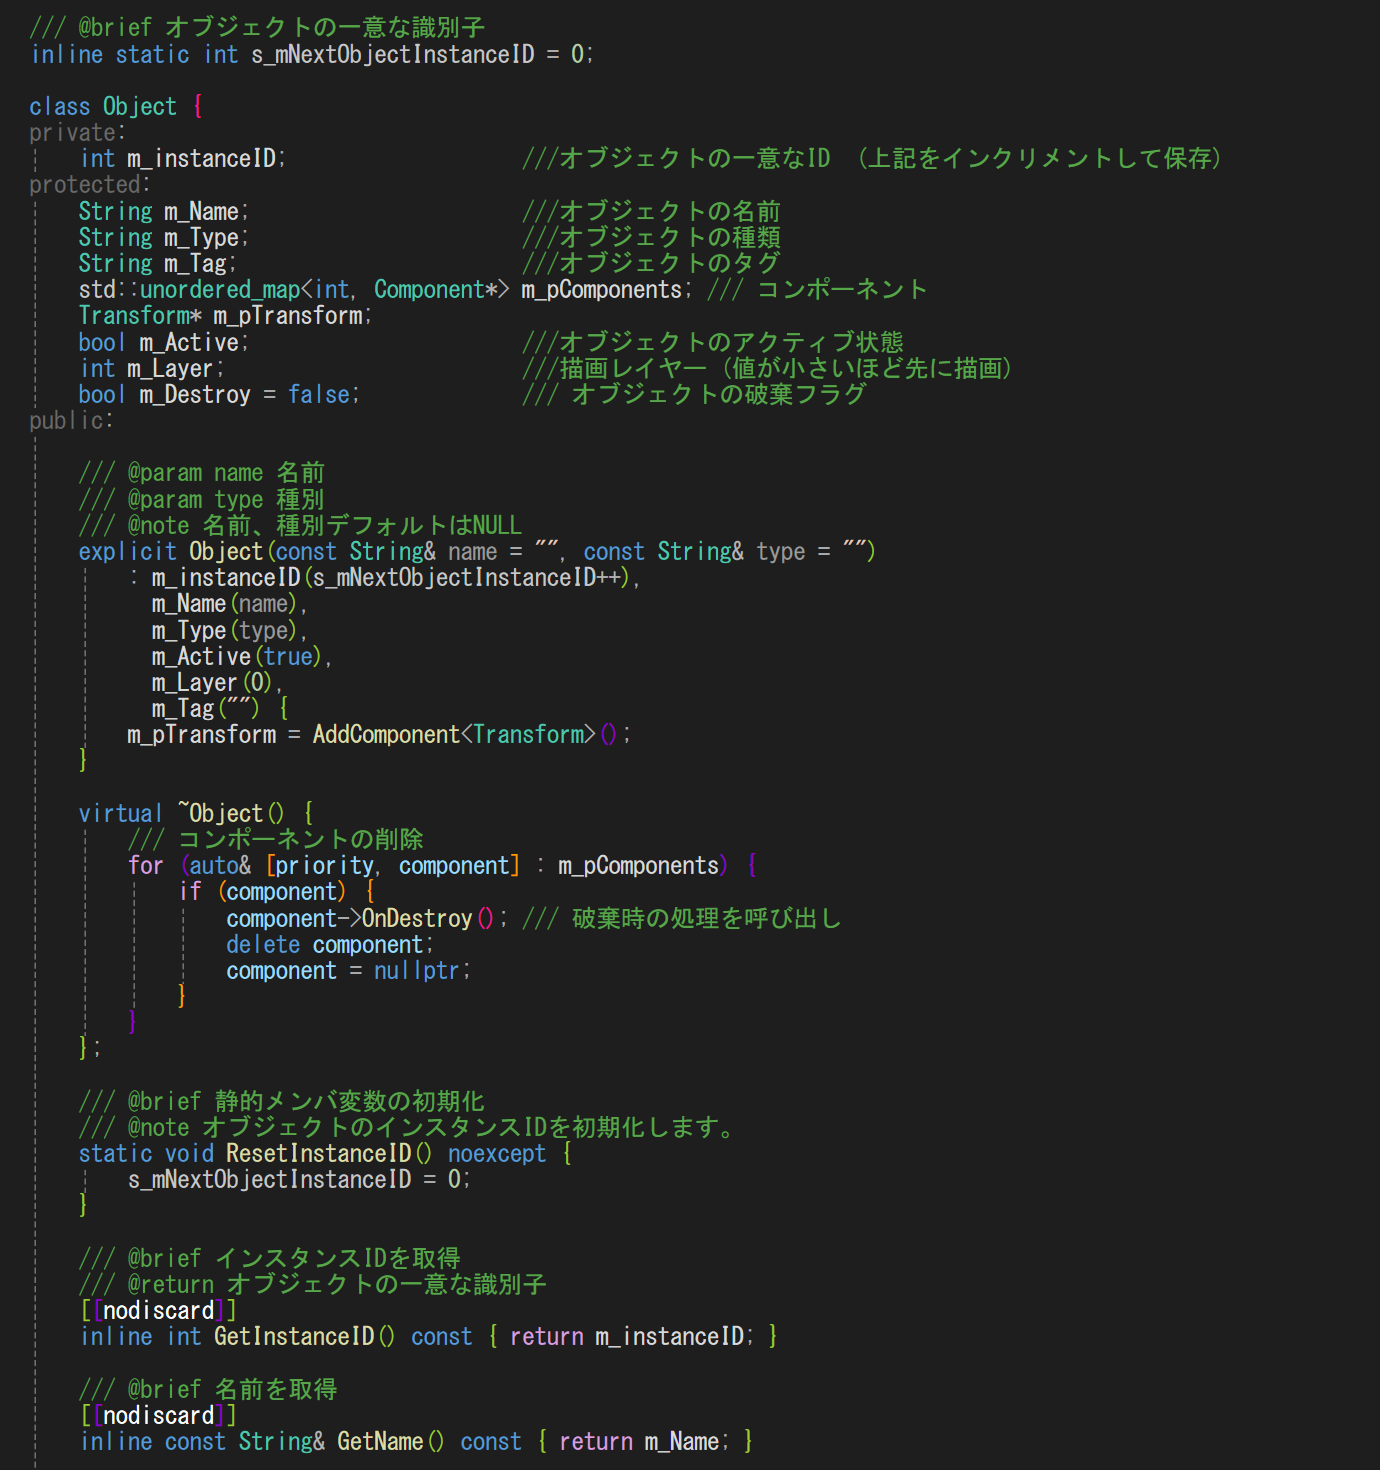 /// @brief オブジェクトの一意な識別子
inline static int s_mNextObjectInstanceID = 0;
class Object {
private:
int m_instanceID; ///オブジェクトの一意なID （上記をインクリメントして保存）
protected:
String m_Name; ///オブジェクトの名前
String m_Type; ///オブジェクトの種類
String m_Tag; ///オブジェクトのタグ
std::unordered_map<int, Component*> m_pComponents; /// コンポーネント
Transform* m_pTransform;
bool m_Active; ///オブジェクトのアクティブ状態
int m_Layer; ///描画レイヤー（値が小さいほど先に描画）
bool m_Destroy = false; /// オブジェクトの破棄フラグ
public:
/// @param name 名前
/// @param type 種別
/// @note 名前、種別デフォルトはNULL
explicit Object(const String& name = "", const String& type = "")
: m_instanceID(s_mNextObjectInstanceID++),
m_Name(name),
m_Type(type),
m_Active(true),
m_Layer(0),
m_Tag("") {
m_pTransform = AddComponent<Transform>();
}
virtual ~Object() {
/// コンポーネントの削除
for (auto& [priority, component] : m_pComponents) {
if (component) {
component->OnDestroy(); /// 破棄時の処理を呼び出し
delete component;
component = nullptr;
}
}
};
/// @brief 静的メンバ変数の初期化
/// @note オブジェクトのインスタンスIDを初期化します。
static void ResetInstanceID() noexcept {
s_mNextObjectInstanceID = 0;
}
/// @brief インスタンスIDを取得
/// @return オブジェクトの一意な識別子
[[nodiscard]]
inline int GetInstanceID() const { return m_instanceID; }
/// @brief 名前を取得
[[nodiscard]]
inline const String& GetName() const { return m_Name; }